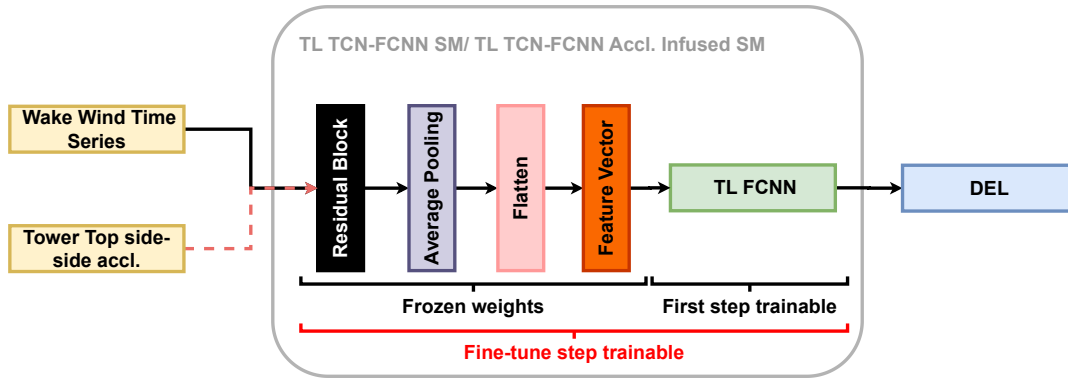 TL TCN-FCNN SM/ TL TCN-FCNN Accl. Infused SM
Wake Wind Time
Series
Tower Top side-
side accl.
Residual Block
Average Pooling
Flatten
Feature Vector
TL FCNN
DEL
Frozen weights
First step trainable
Fine-tune step trainable